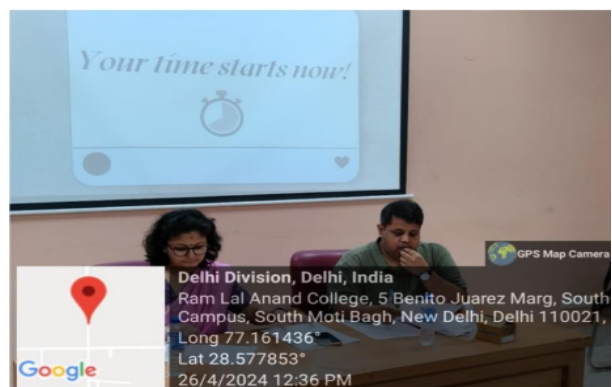 Your time starts now!
GPS Map Camera
Delhi Division, Delhi, India
Ram Lal Anand College, 5 Benito Juarez Marg, South
Campus, South Moti Bagh, New Delhi, Delhi 110021,
Long 77.161436°
Lat 28.577853°
26/4/2024 12:36 PM
Google